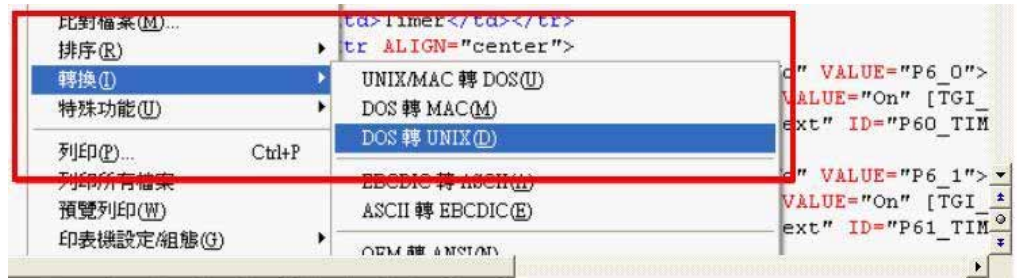 比對檔案(M)...
排序(R)
轉換(I)
特殊功能(U)
列印(P)... Ctrl+P
列印所有檔案
預覽列印(W)
印表機設定/組態(G)
UNIX/MAC 轉 DOS(U)
DOS 轉 MAC(M)
DOS 轉 UNIX(D)
EBCDIC 轉 ASCII(A)
ASCII 轉 EBCDIC(E)
OEM 轉 ANSI(N)
td>Timer</td></tr>
tr ALIGN="center">
o" VALUE="P6_0">
VALUE="On" [TGI_
ext" ID="P60_TIM
o" VALUE="P6_1">
VALUE="On" [TGI_
ext" ID="P61_TIM